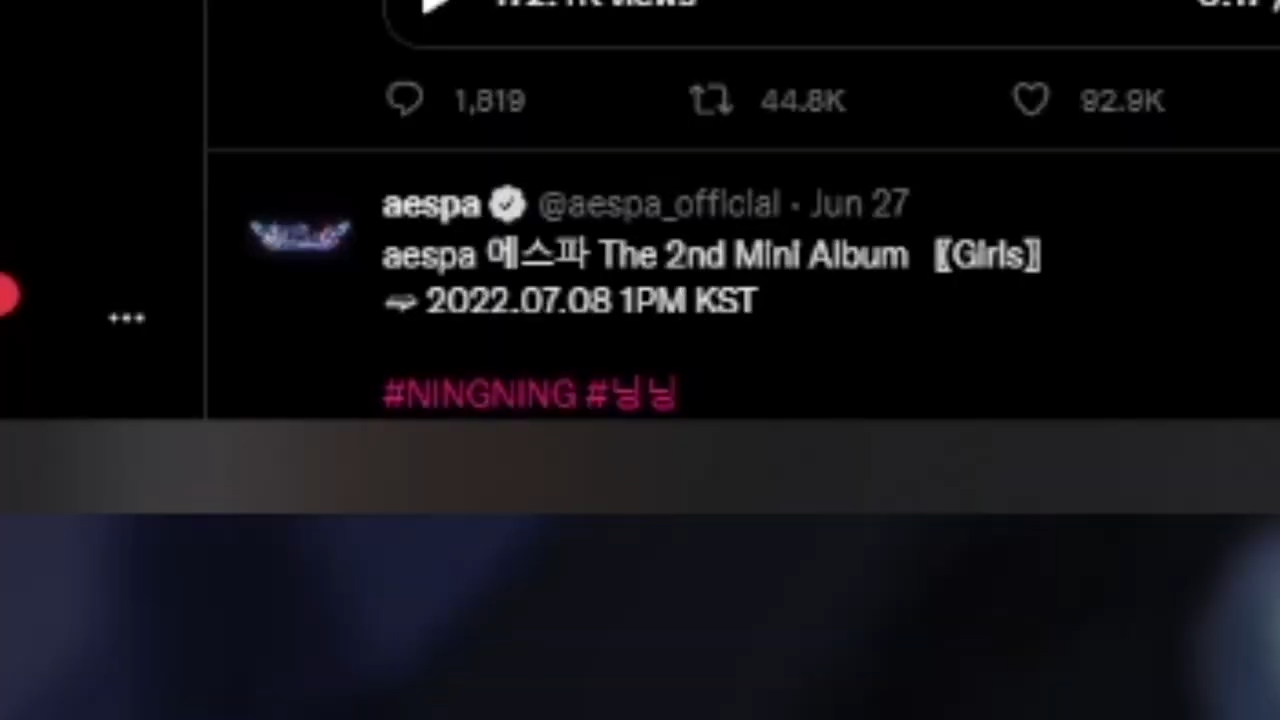 1,819 44.8K 92.9K
aespa @aespa_official · Jun 27
aespa 에스파 The 2nd Mini Album 〖Girls〗
➫ 2022.07.08 1PM KST
#NINGNING #닝닝